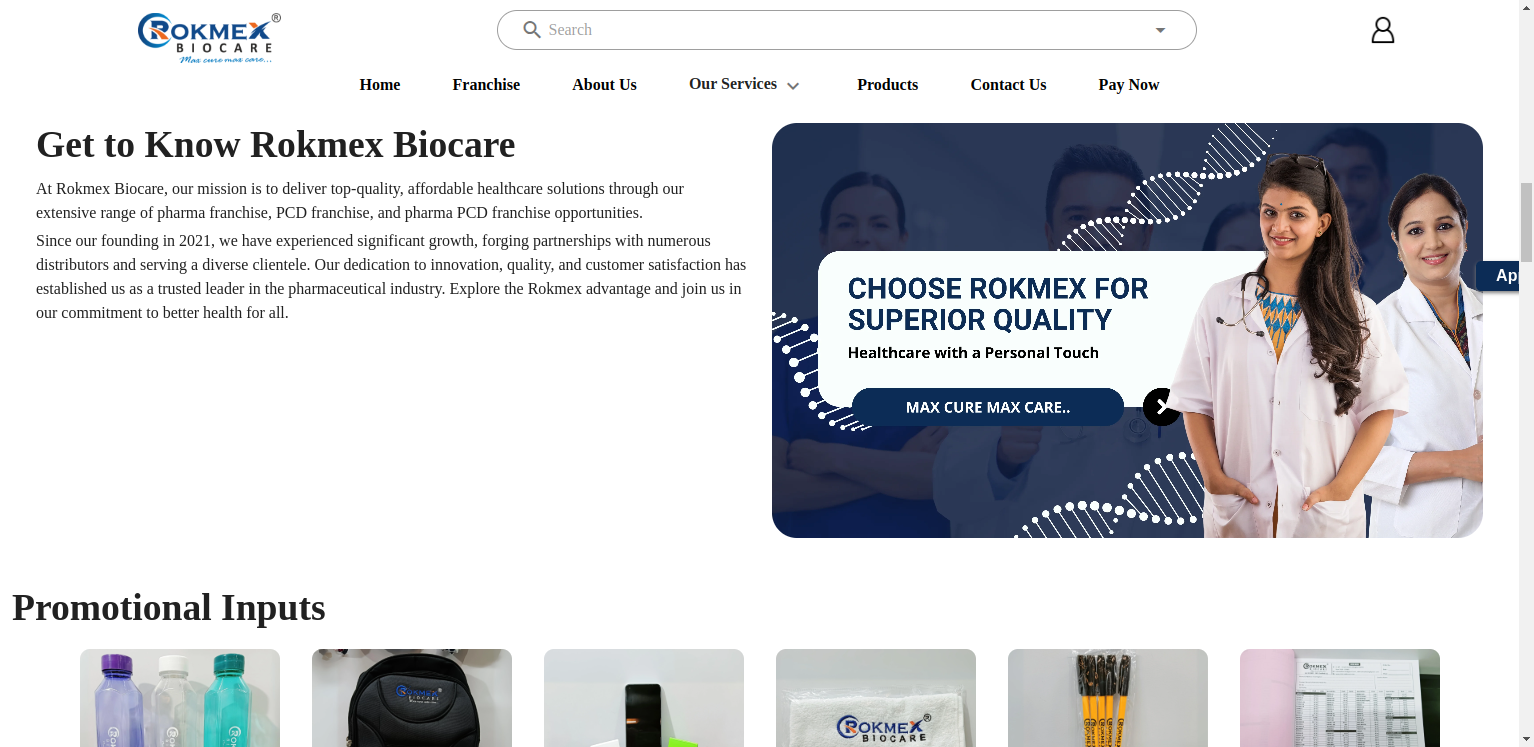 ROKMEX®
BIOCARE
Max cure max care...
Search
Home
Franchise
About Us
Our Services
Products
Contact Us
Pay Now
Get to Know Rokmex Biocare
At Rokmex Biocare, our mission is to deliver top-quality, affordable healthcare solutions through our
extensive range of pharma franchise, PCD franchise, and pharma PCD franchise opportunities.
Since our founding in 2021, we have experienced significant growth, forging partnerships with numerous
distributors and serving a diverse clientele. Our dedication to innovation, quality, and customer satisfaction has
established us as a trusted leader in the pharmaceutical industry. Explore the Rokmex advantage and join us in
our commitment to better health for all.
CHOOSE ROKMEX FOR
SUPERIOR QUALITY
Healthcare with a Personal Touch
MAX CURE MAX CARE..
Promotional Inputs
ROKMEX
BIOCARE
ROKMEX®
BIOCARE